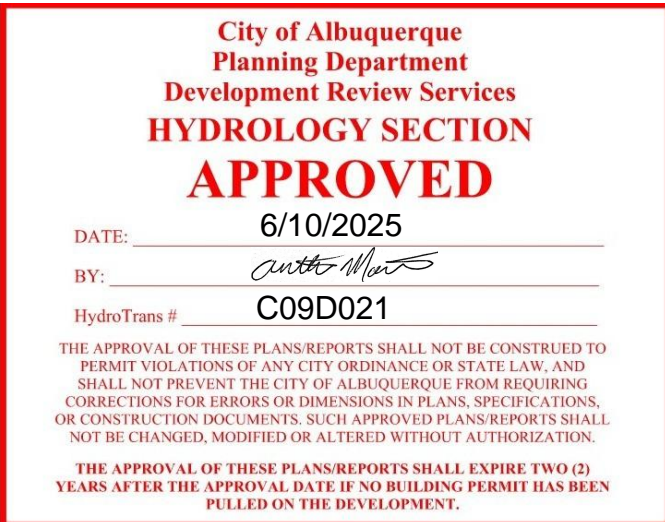 City of Albuquerque
Planning Department
Development Review Services
HYDROLOGY SECTION
APPROVED
DATE: 6/10/2025
BY:
HydroTrans # C09D021
THE APPROVAL OF THESE PLANS/REPORTS SHALL NOT BE CONSTRUED TO
PERMIT VIOLATIONS OF ANY CITY ORDINANCE OR STATE LAW, AND
SHALL NOT PREVENT THE CITY OF ALBUQUERQUE FROM REQUIRING
CORRECTIONS FOR ERRORS OR DIMENSIONS IN PLANS, SPECIFICATIONS,
OR CONSTRUCTION DOCUMENTS. SUCH APPROVED PLANS/REPORTS SHALL
NOT BE CHANGED, MODIFIED OR ALTERED WITHOUT AUTHORIZATION.
THE APPROVAL OF THESE PLANS/REPORTS SHALL EXPIRE TWO (2)
YEARS AFTER THE APPROVAL DATE IF NO BUILDING PERMIT HAS BEEN
PULLED ON THE DEVELOPMENT.